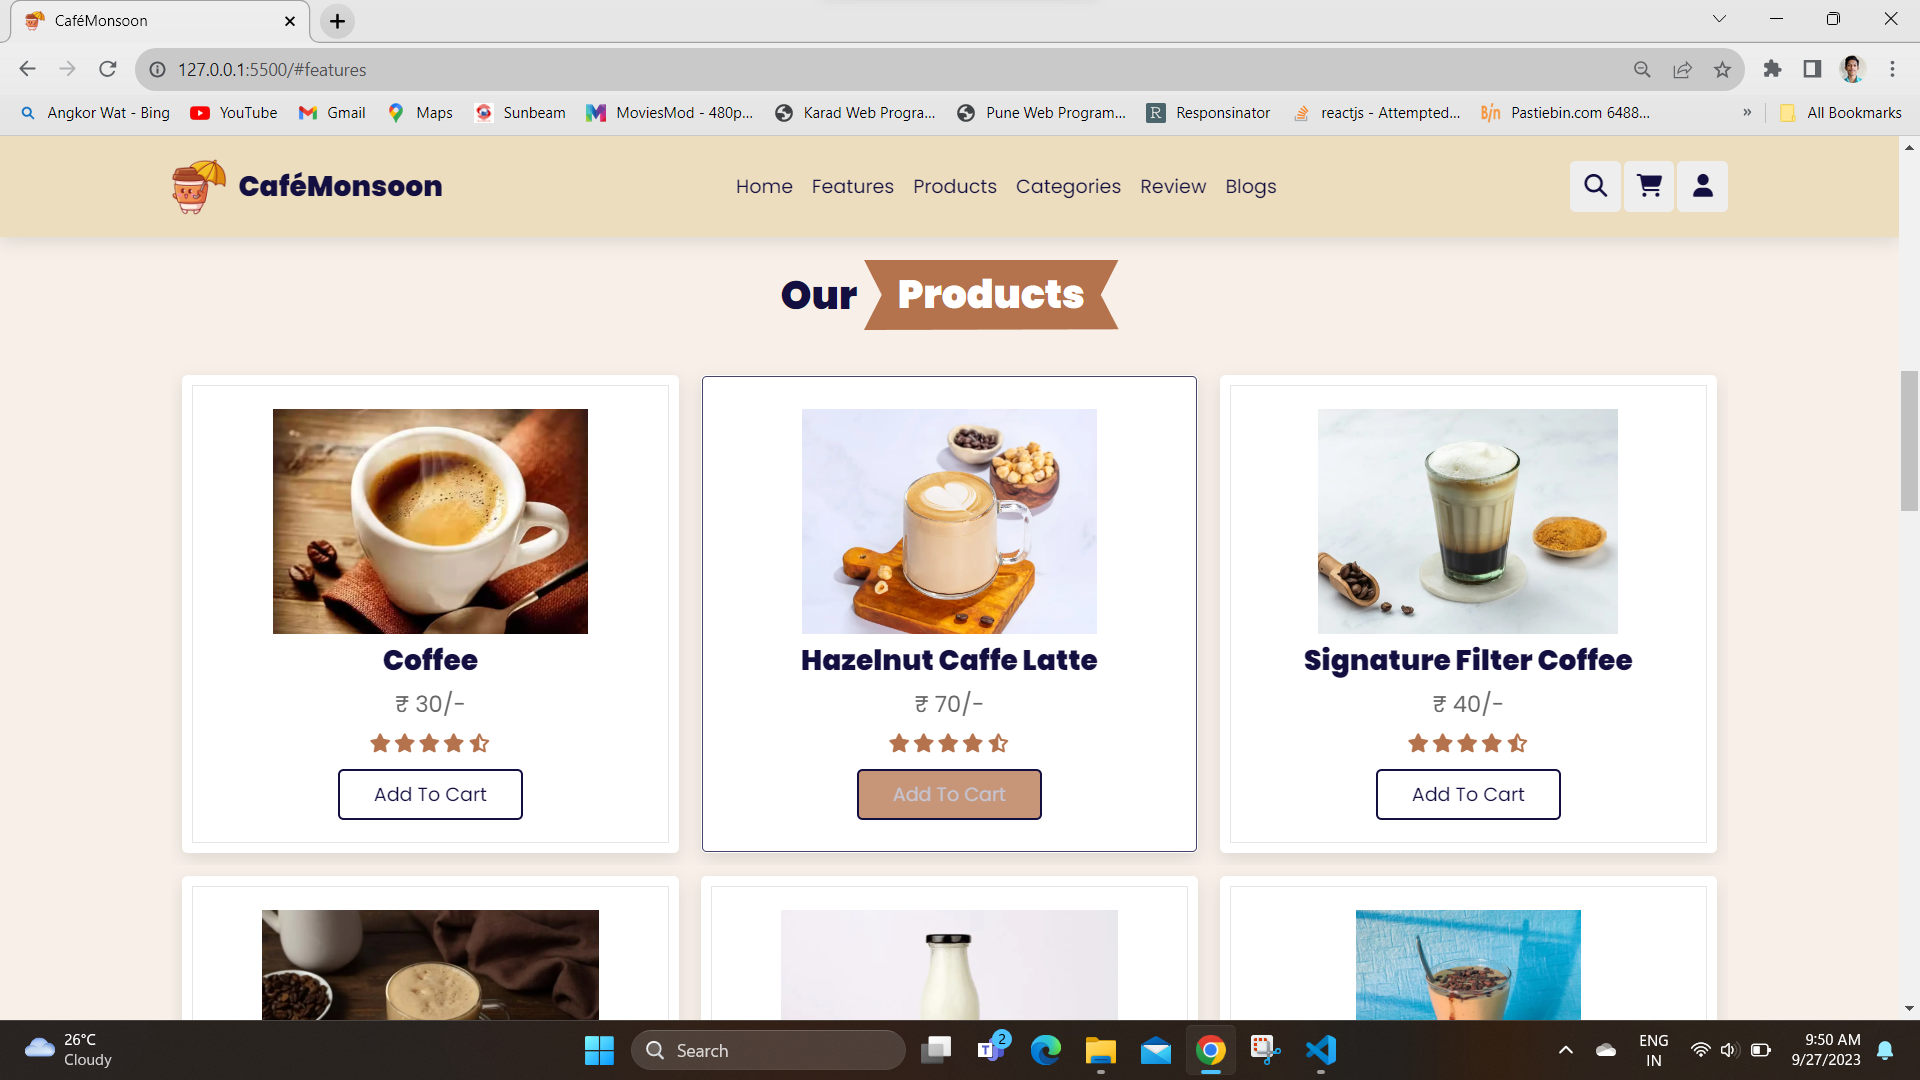 CaféMonsoon
127.0.0.1:5500/#features
Angkor Wat - Bing YouTube Gmail Maps Sunbeam MoviesMod - 480p... Karad Web Progra... Pune Web Program... R Responsinator reactjs - Attempted... B/n Pastiebin.com 6488... » All Bookmarks
CaféMonsoon Home Features Products Categories Review Blogs
Our Products
Coffee
₹ 30/-
Add To Cart
Hazelnut Caffe Latte
₹ 70/-
Add To Cart
Signature Filter Coffee
₹ 40/-
Add To Cart
26°C
Cloudy
Search
2
ENG
IN
9:50 AM
9/27/2023